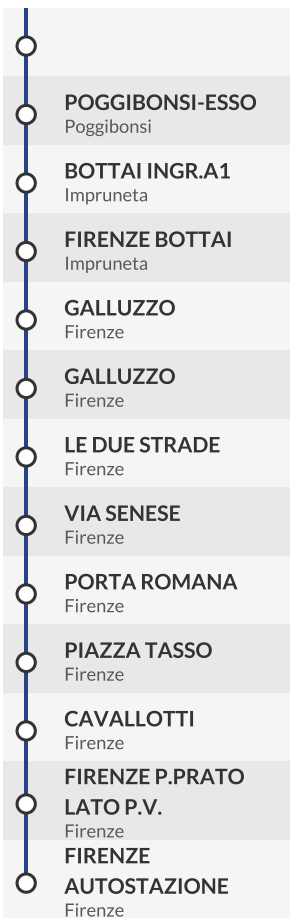 POGGIBONSI-ESSO
Poggibonsi
BOTTAI INGR.A1
Impruneta
FIRENZE BOTTAI
Impruneta
GALLUZZO
Firenze
GALLUZZO
Firenze
LE DUE STRADE
Firenze
VIA SENESE
Firenze
PORTA ROMANA
Firenze
PIAZZA TASSO
Firenze
CAVALLOTTI
Firenze
FIRENZE P.PRATO
LATO P.V.
Firenze
FIRENZE
AUTOSTAZIONE
Firenze